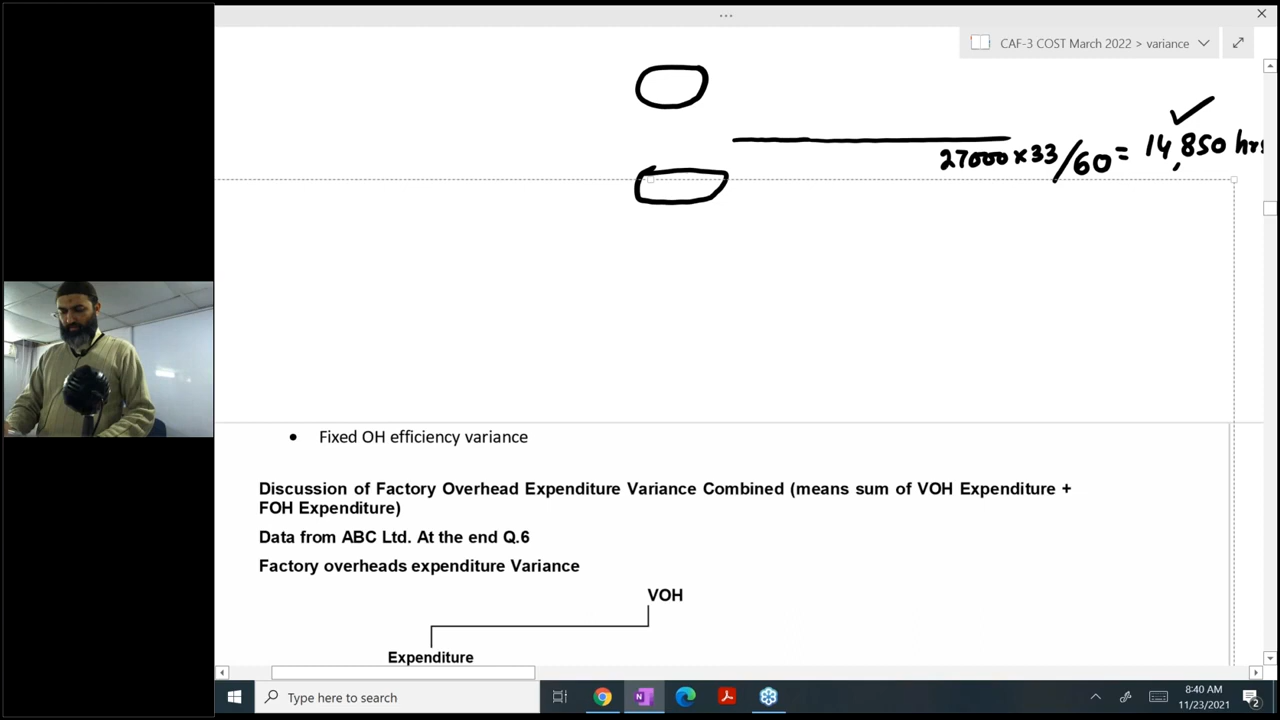 CAF-3 COST March 2022 > variance
27000 x 33/60 = 14,850 hrs
• Fixed OH efficiency variance
Discussion of Factory Overhead Expenditure Variance Combined (means sum of VOH Expenditure +
FOH Expenditure)
Data from ABC Ltd. At the end Q.6
Factory overheads expenditure Variance
VOH
Expenditure
Type here to search
8:40 AM
11/23/2021
2